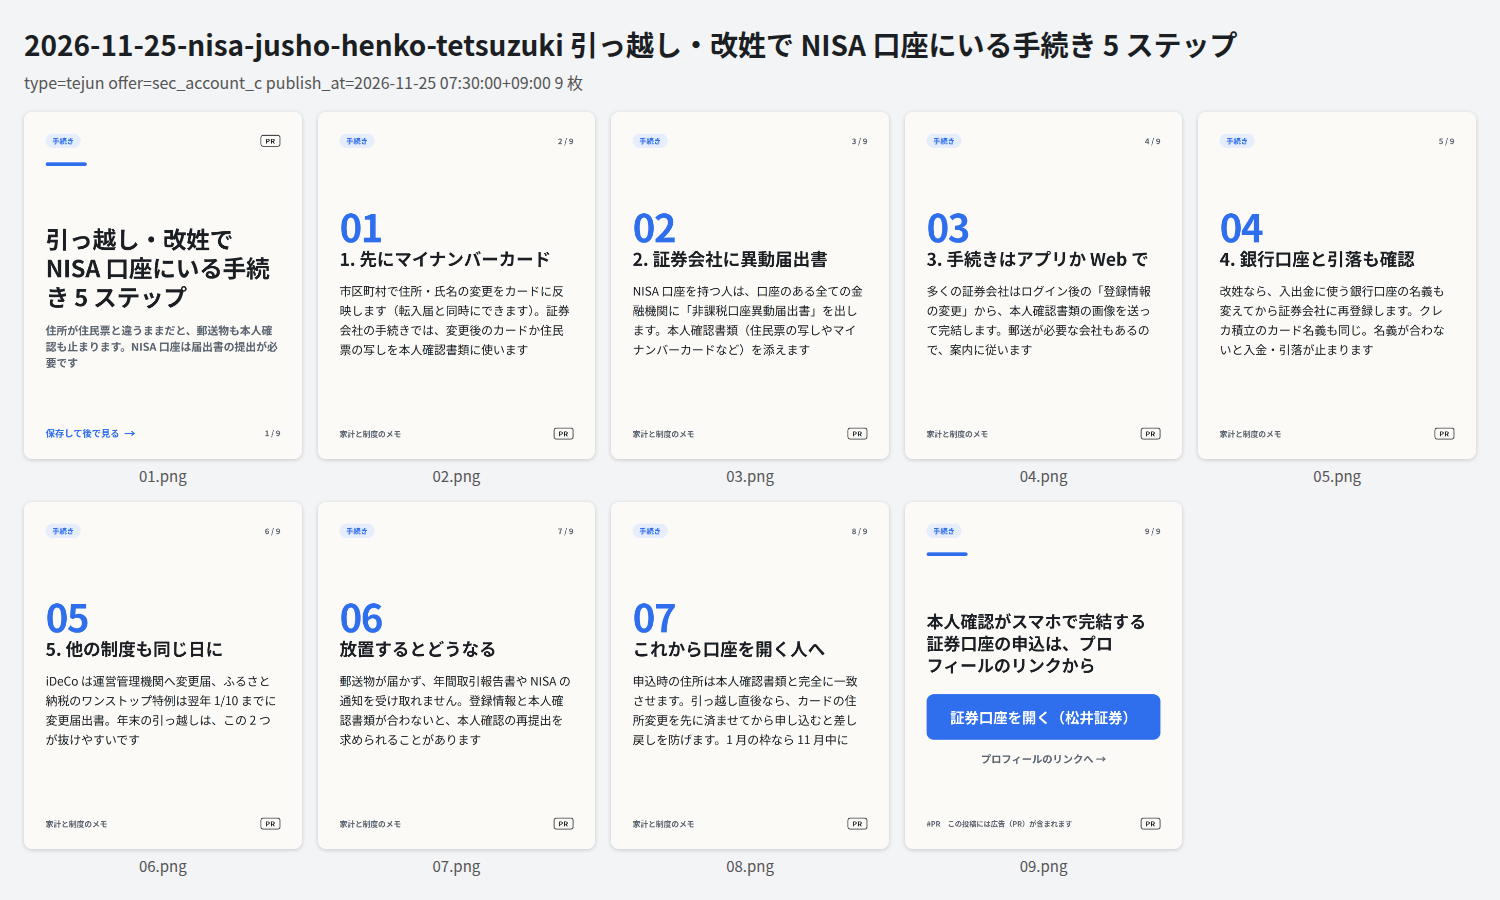 2026-11-25-nisa-jusho-henko-tetsuzuki 引っ越し・改姓で NISA 口座にいる手続き 5 ステップ
type=tejun offer=sec_account_c publish_at=2026-11-25 07:30:00+09:00 9 枚
手続き
PR
引っ越し・改姓で
NISA 口座にいる手続
き 5 ステップ
住所が住民票と違うままだと、郵送物も本人確
認も止まります。NISA 口座は届出書の提出が必
要です
保存して後で見る →
1 / 9
01.png
手続き
2 / 9
01
1. 先にマイナンバーカード
市区町村で住所・氏名の変更をカードに反
映します（転入届と同時にできます）。証券
会社の手続きでは、変更後のカードか住民
票の写しを本人確認書類に使います
家計と制度のメモ
PR
02.png
手続き
3 / 9
02
2. 証券会社に異動届出書
NISA 口座を持つ人は、口座のある全ての金
融機関に「非課税口座異動届出書」を出し
ます。本人確認書類（住民票の写しやマイ
ナンバーカードなど）を添えます
家計と制度のメモ
PR
03.png
手続き
4 / 9
03
3. 手続きはアプリか Web で
多くの証券会社はログイン後の「登録情報
の変更」から、本人確認書類の画像を送っ
て完結します。郵送が必要な会社もあるの
で、案内に従います
家計と制度のメモ
PR
04.png
手続き
5 / 9
04
4. 銀行口座と引落も確認
改姓なら、入出金に使う銀行口座の名義も
変えてから証券会社に再登録します。クレ
カ積立のカード名義も同じ。名義が合わな
いと入金・引落が止まります
家計と制度のメモ
PR
05.png
手続き
6 / 9
05
5. 他の制度も同じ日に
iDeCo は運営管理機関へ変更届、ふるさと
納税のワンストップ特例は翌年 1/10 までに
変更届出書。年末の引っ越しは、この 2 つ
が抜けやすいです
家計と制度のメモ
PR
06.png
手続き
7 / 9
06
放置するとどうなる
郵送物が届かず、年間取引報告書や NISA の
通知を受け取れません。登録情報と本人確
認書類が合わないと、本人確認の再提出を
求められることがあります
家計と制度のメモ
PR
07.png
手続き
8 / 9
07
これから口座を開く人へ
申込時の住所は本人確認書類と完全に一致
させます。引っ越し直後なら、カードの住
所変更を先に済ませてから申し込むと差し
戻しを防げます。1 月の枠なら 11 月中に
家計と制度のメモ
PR
08.png
手続き
9 / 9
本人確認がスマホで完結する
証券口座の申込は、プロ
フィールのリンクから
証券口座を開く（松井証券）
プロフィールのリンクへ →
#PR この投稿には広告（PR）が含まれます
PR
09.png